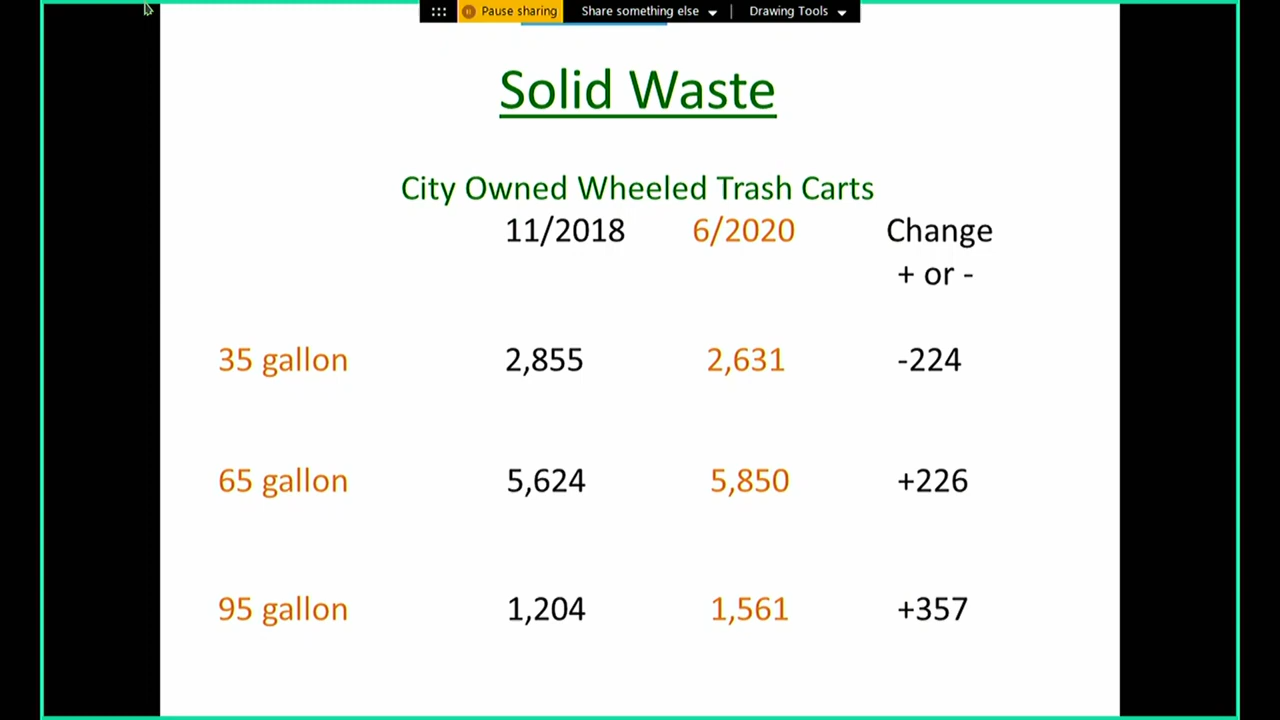 Pause sharing Share something else Drawing Tools
Solid Waste
City Owned Wheeled Trash Carts
11/2018 6/2020 Change
+ or -
35 gallon 2,855 2,631 -224
65 gallon 5,624 5,850 +226
95 gallon 1,204 1,561 +357